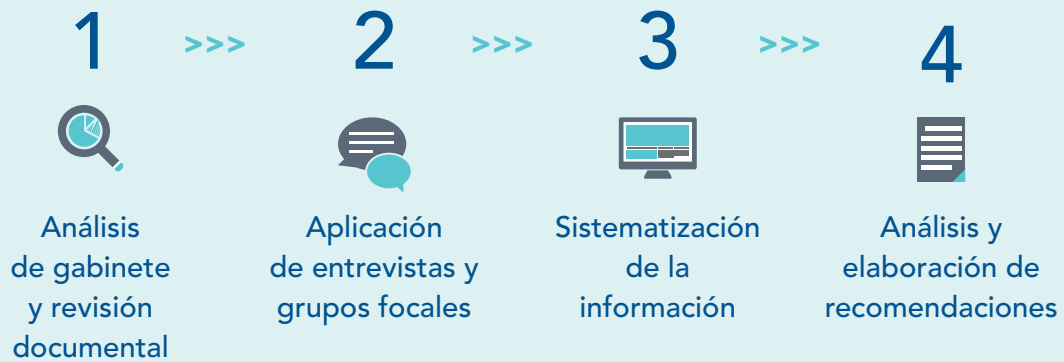 1 >>> 2 >>> 3 >>> 4
Análisis
de gabinete
y revisión
documental
Aplicación
de entrevistas y
grupos focales
Sistematización
de la
información
Análisis y
elaboración de
recomendaciones